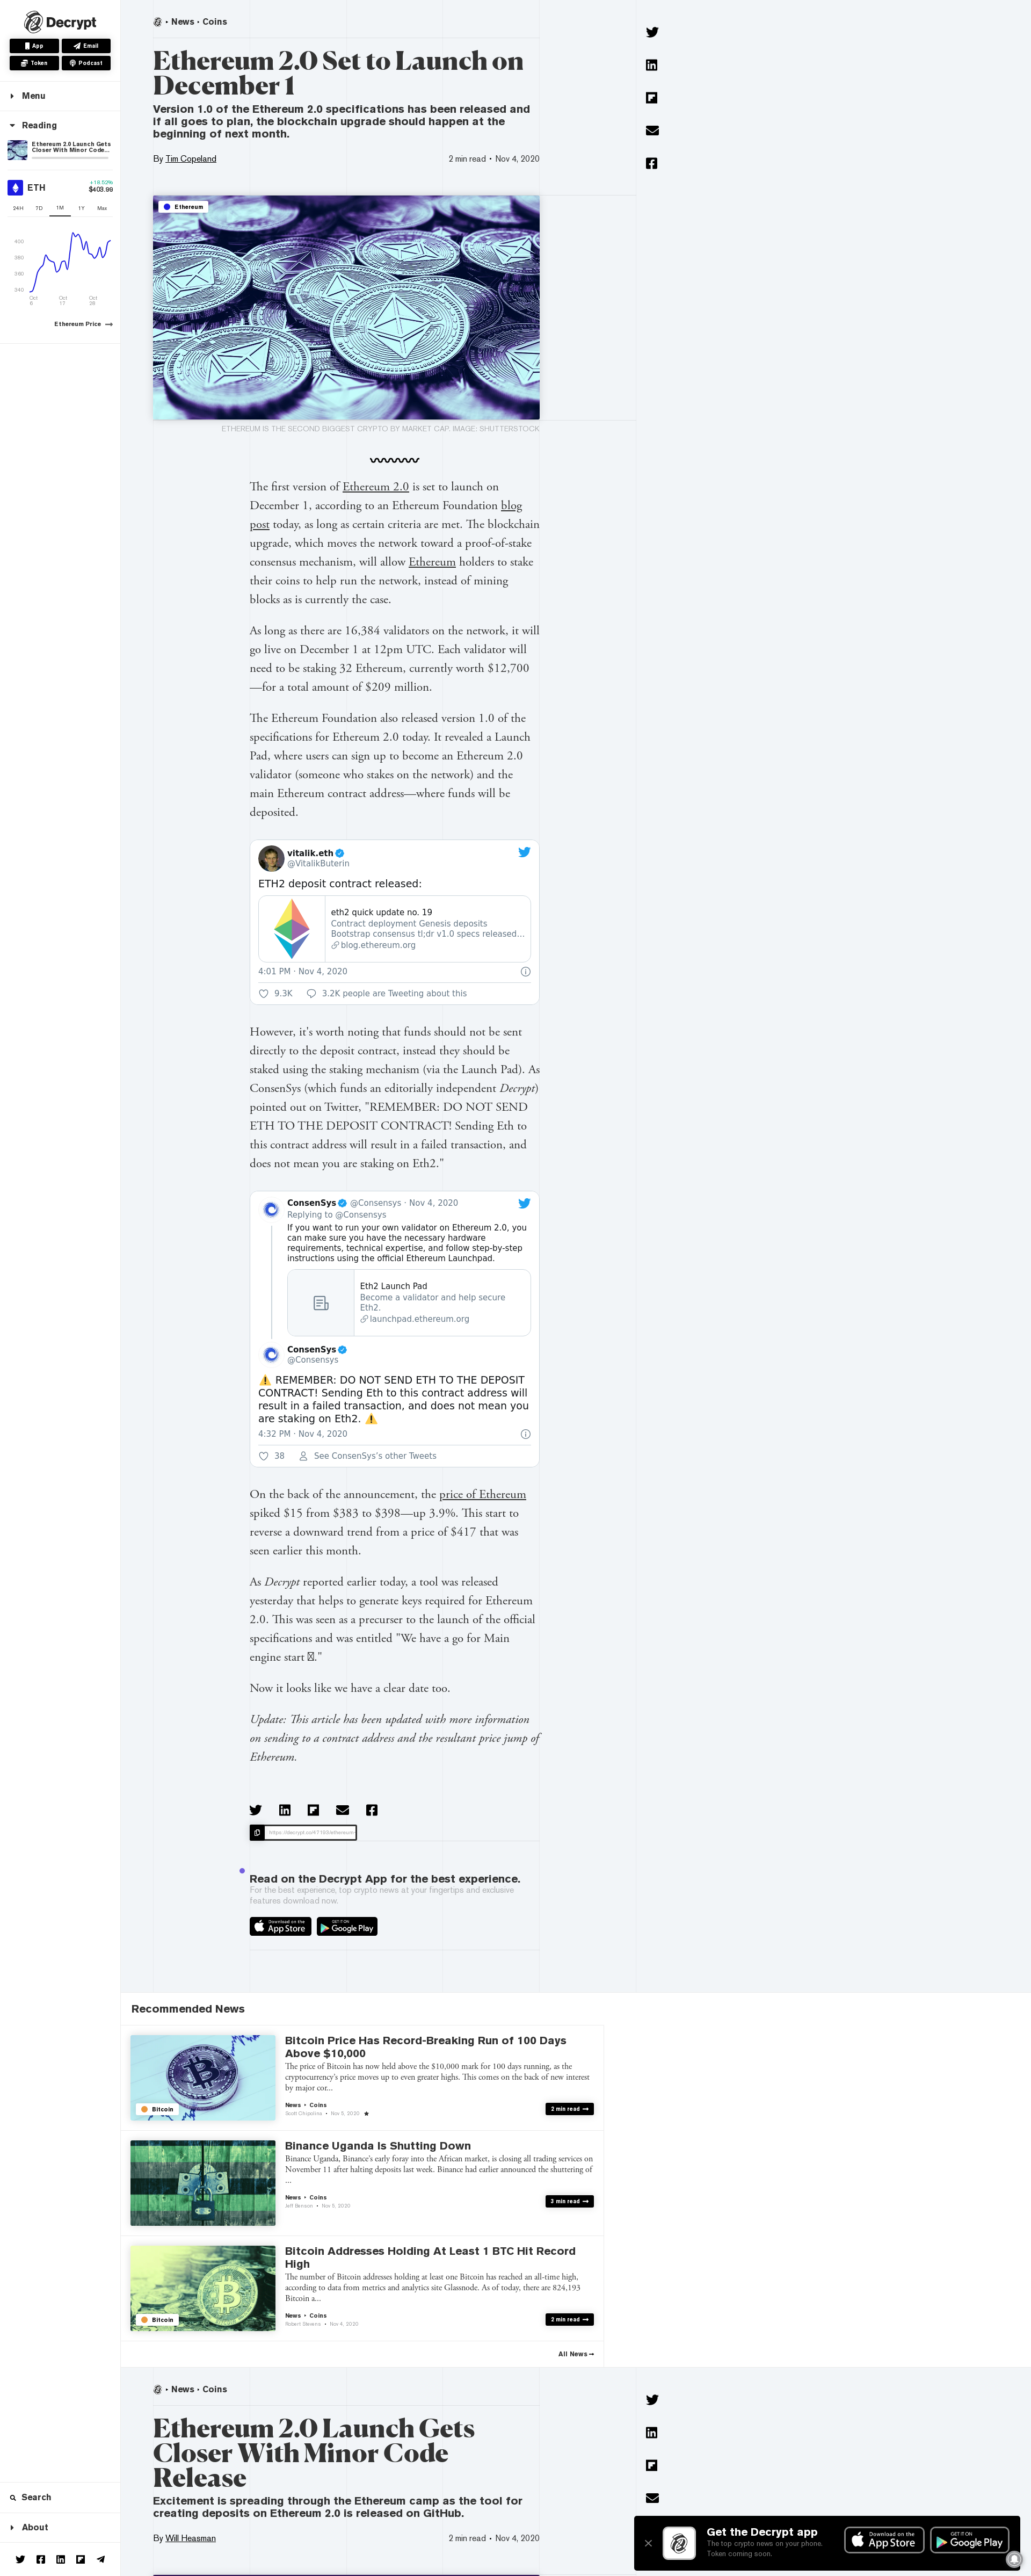 Decrypt
App
Email
Token
Podcast
Menu
Reading
Ethereum 2.0 Launch Gets
Closer With Minor Code...
ETH
$403.99
24H
7D
1M
1Y
Max
400
380
360
340
Oct
Oct
17
Oct
Ethereum Price
• News • Coins
Ethereum 2.0 Set to Launch on
December 1
Version 1.0 of the Ethereum 2.0 specifications has been released and
if all goes to plan, the blockchain upgrade should happen at the
beginning of next month.
By Tim Copeland
2 min read • Nov 4, 2020
Ethereum
ETHEREUM IS THE SECOND BIGGEST CRYPTO BY MARKET CAP. IMAGE: SHUTTERSTOCK
The first version of Ethereum 2.0 is set to launch on
December 1, according to an Ethereum Foundation blog
post today, as long as certain criteria are met. The blockchain
upgrade, which moves the network toward a proof-of-stake
consensus mechanism, will allow Ethereum holders to stake
their coins to help run the network, instead of mining
blocks as is currently the case.
As long as there are 16,384 validators on the network, it will
go live on December 1 at 12pm UTC. Each validator will
need to be staking 32 Ethereum, currently worth $12,700
—for a total amount of $209 million.
The Ethereum Foundation also released version 1.0 of the
specifications for Ethereum 2.0 today. It revealed a Launch
Pad, where users can sign up to become an Ethereum 2.0
validator (someone who stakes on the network) and the
main Ethereum contract address—where funds will be
deposited.
vitalik.eth
@VitalikButerin
ETH2 deposit contract released:
eth2 quick update no. 19
Contract deployment Genesis deposits
Bootstrap consensus tl;dr v1.0 specs released...
blog.ethereum.org
4:01 PM · Nov 4, 2020
9.3K
3.2K people are Tweeting about this
However, it's worth noting that funds should not be sent
directly to the deposit contract, instead they should be
staked using the staking mechanism (via the Launch Pad). As
ConsenSys (which funds an editorially independent Decrypt)
pointed out on Twitter, "REMEMBER: DO NOT SEND
ETH TO THE DEPOSIT CONTRACT! Sending Eth to
this contract address will result in a failed transaction, and
does not mean you are staking on Eth2."
ConsenSys @Consensys · Nov 4, 2020
Replying to @Consensys
If you want to run your own validator on Ethereum 2.0, you
can make sure you have the necessary hardware
requirements, technical expertise, and follow step-by-step
instructions using the official Ethereum Launchpad.
Eth2 Launch Pad
Become a validator and help secure
Eth2.
launchpad.ethereum.org
ConsenSys
@Consensys
⚠️ REMEMBER: DO NOT SEND ETH TO THE DEPOSIT
CONTRACT! Sending Eth to this contract address will
result in a failed transaction, and does not mean you
are staking on Eth2. ⚠️
4:32 PM · Nov 4, 2020
38
See ConsenSys's other Tweets
On the back of the announcement, the price of Ethereum
spiked $15 from $383 to $398—up 3.9%. This start to
reverse a downward trend from a price of $417 that was
seen earlier this month.
As Decrypt reported earlier today, a tool was released
yesterday that helps to generate keys required for Ethereum
2.0. This was seen as a precurser to the launch of the official
specifications and was entitled "We have a go for Main
engine start ."
Now it looks like we have a clear date too.
Update: This article has been updated with more information
on sending to a contract address and the resultant price jump of
Ethereum.
Read on the Decrypt App for the best experience.
For the best experience, top crypto news at your fingertips and exclusive
features download now.
Download on the
App Store
GET IT ON
Google Play
Recommended News
Bitcoin
Bitcoin Price Has Record-Breaking Run of 100 Days
Above $10,000
The price of Bitcoin has now held above the $10,000 mark for 100 days running, as the
cryptocurrency's price moves up to even greater highs. This comes on the back of new interest
by major cor...
News • Coins
Scott Chipolina • Nov 5, 2020
2 min read
Binance Uganda Is Shutting Down
Binance Uganda, Binance's early foray into the African market, is closing all trading services on
November 11 after halting deposits last week. Binance had earlier announced the shuttering of
...
News • Coins
Jeff Benson • Nov 5, 2020
3 min read
Bitcoin
Bitcoin Addresses Holding At Least 1 BTC Hit Record
High
The number of Bitcoin addresses holding at least one Bitcoin has reached an all-time high,
according to data from metrics and analytics site Glassnode. As of today, there are 824,193
Bitcoin a...
News • Coins
Robert Stevens • Nov 4, 2020
2 min read
All News
• News • Coins
Ethereum 2.0 Launch Gets
Closer With Minor Code
Release
Excitement is spreading through the Ethereum camp as the tool for
creating deposits on Ethereum 2.0 is released on GitHub.
By Will Heasman
2 min read • Nov 4, 2020
Search
About
Get the Decrypt app
The top crypto news on your phone.
Token coming soon.
Download on the
App Store
GET IT ON
Google Play